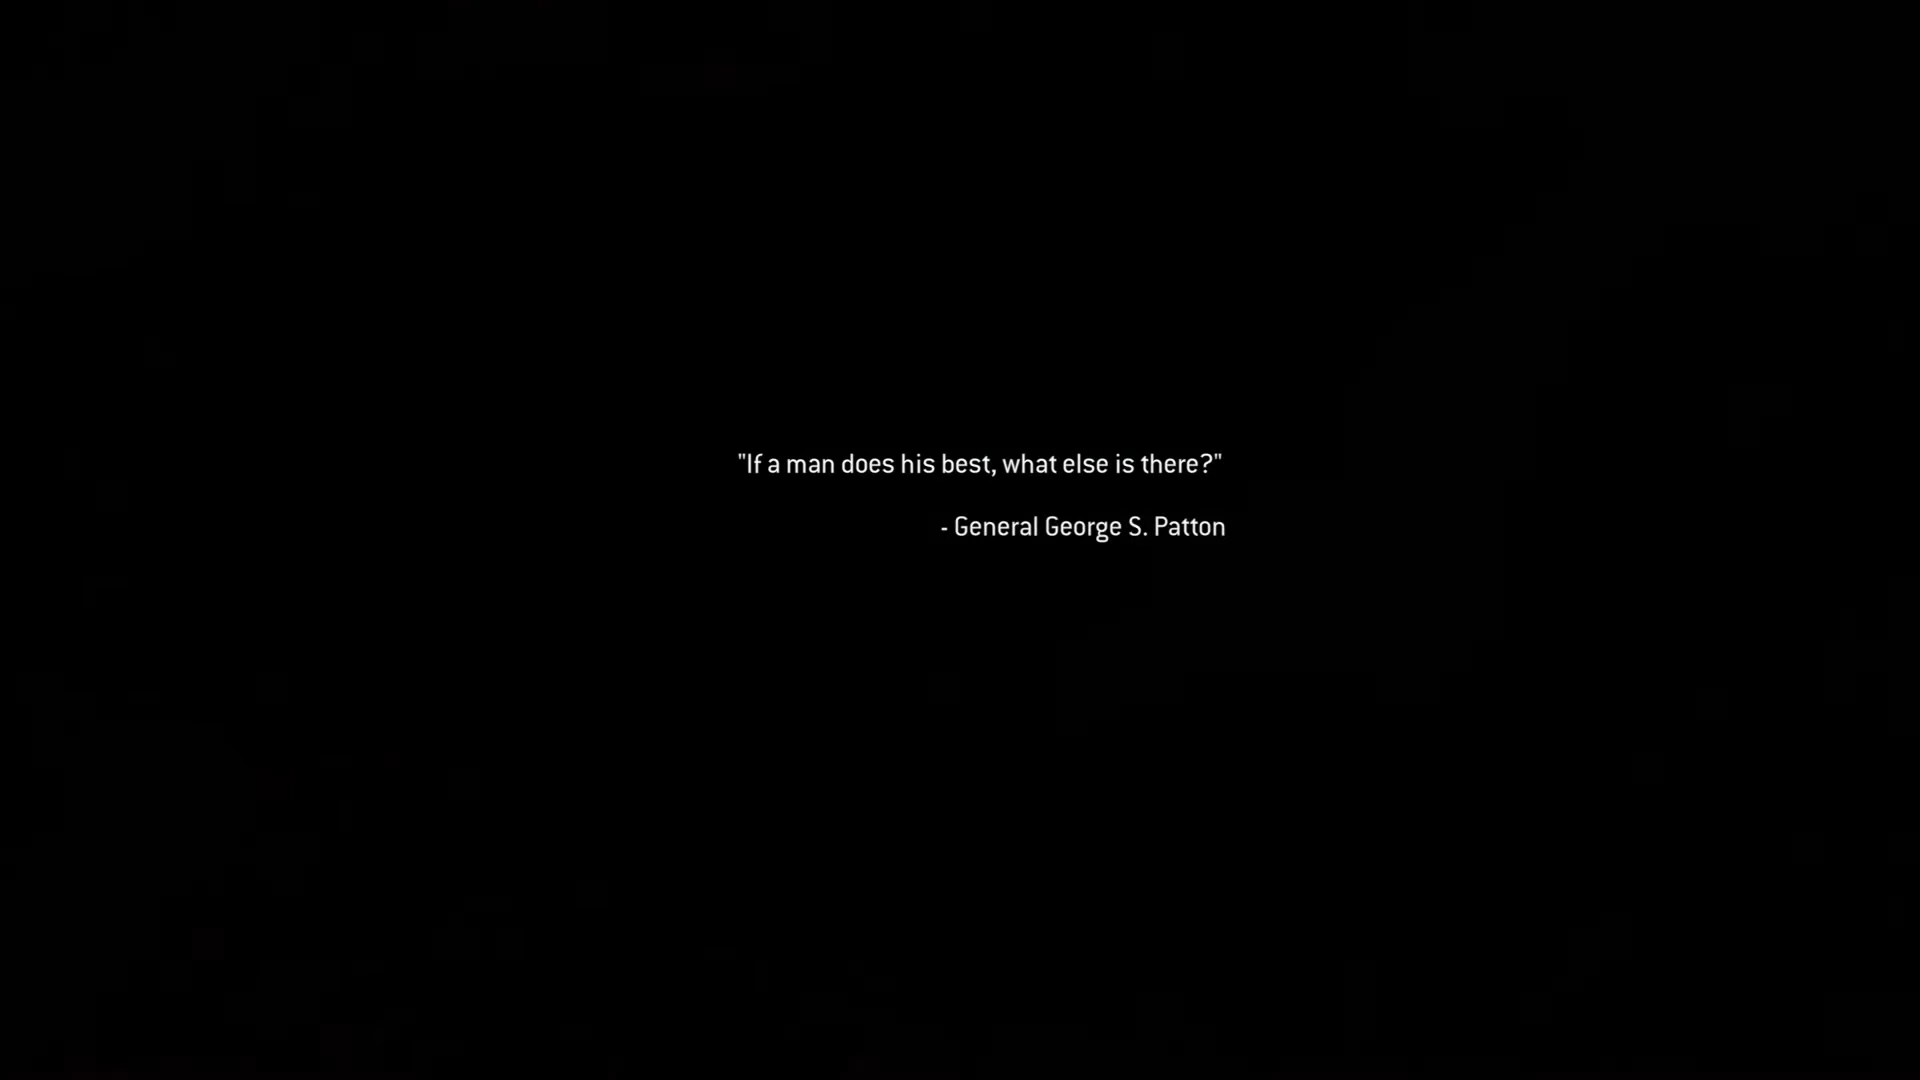 "If a man does his best, what else is there?"
- General George S. Patton